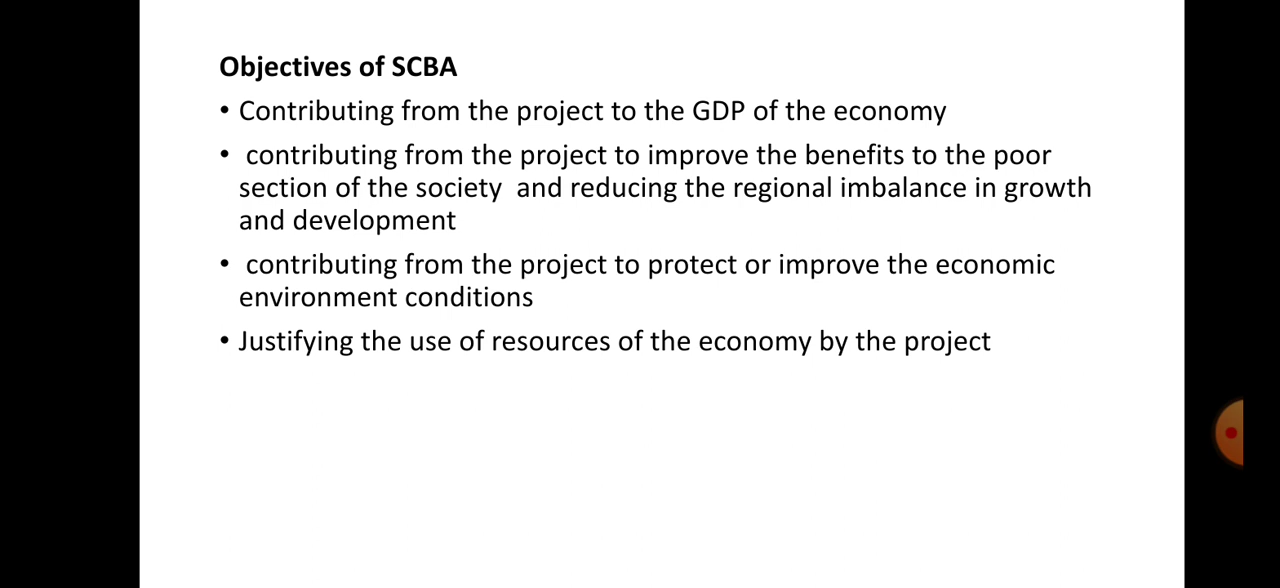 Objectives of SCBA
• Contributing from the project to the GDP of the economy
• contributing from the project to improve the benefits to the poor
section of the society  and reducing the regional imbalance in growth
and development
• contributing from the project to protect or improve the economic
environment conditions
• Justifying the use of resources of the economy by the project